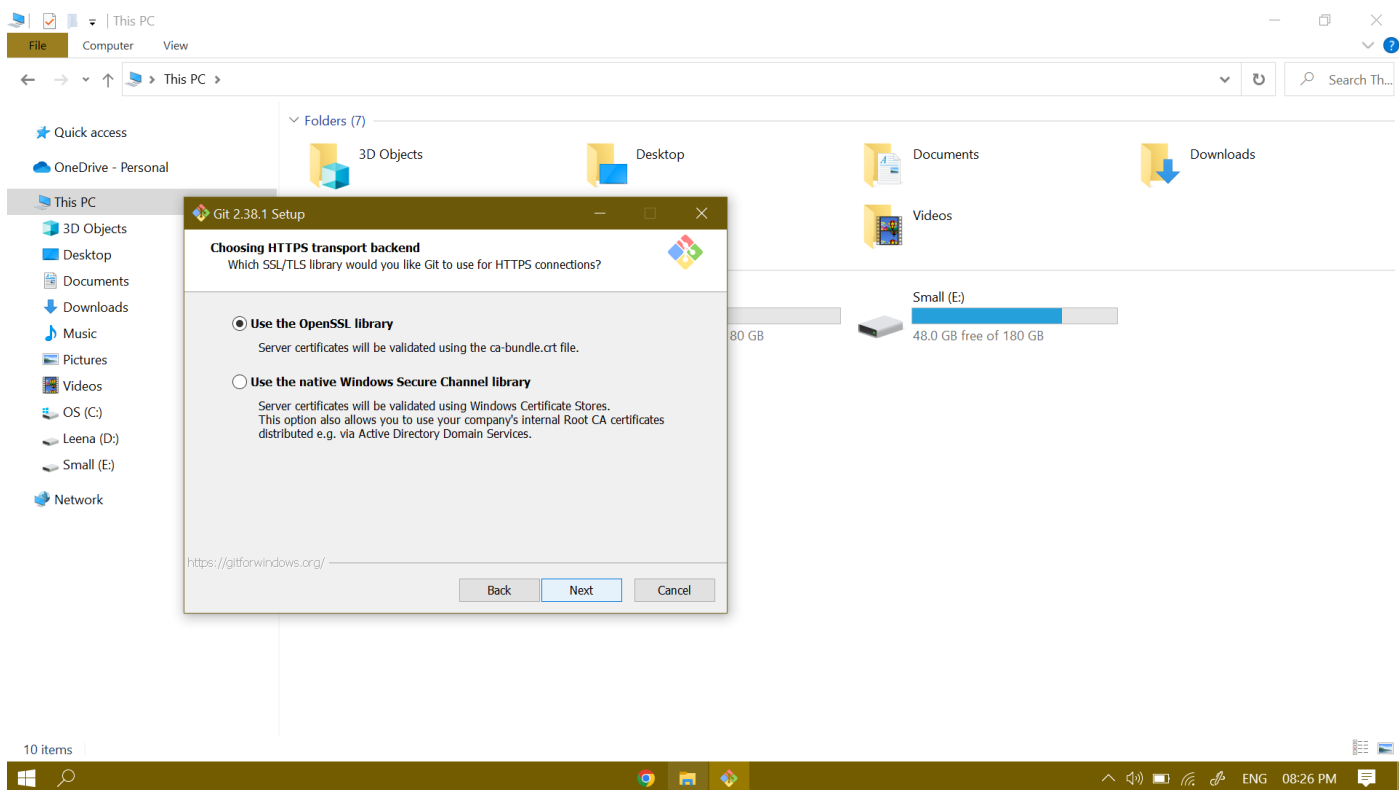 This PC
File Computer View
This PC
Search Th...
Quick access
OneDrive - Personal
This PC
3D Objects
Desktop
Documents
Downloads
Music
Pictures
Videos
OS (C:)
Leena (D:)
Small (E:)
Network
Folders (7)
3D Objects
Desktop
Documents
Downloads
Videos
80 GB
Small (E:)
48.0 GB free of 180 GB
Git 2.38.1 Setup
Choosing HTTPS transport backend
Which SSL/TLS library would you like Git to use for HTTPS connections?
Use the OpenSSL library
Server certificates will be validated using the ca-bundle.crt file.
Use the native Windows Secure Channel library
Server certificates will be validated using Windows Certificate Stores.
This option also allows you to use your company's internal Root CA certificates
distributed e.g. via Active Directory Domain Services.
https://gitforwindows.org/
Back Next Cancel
10 items
ENG 08:26 PM